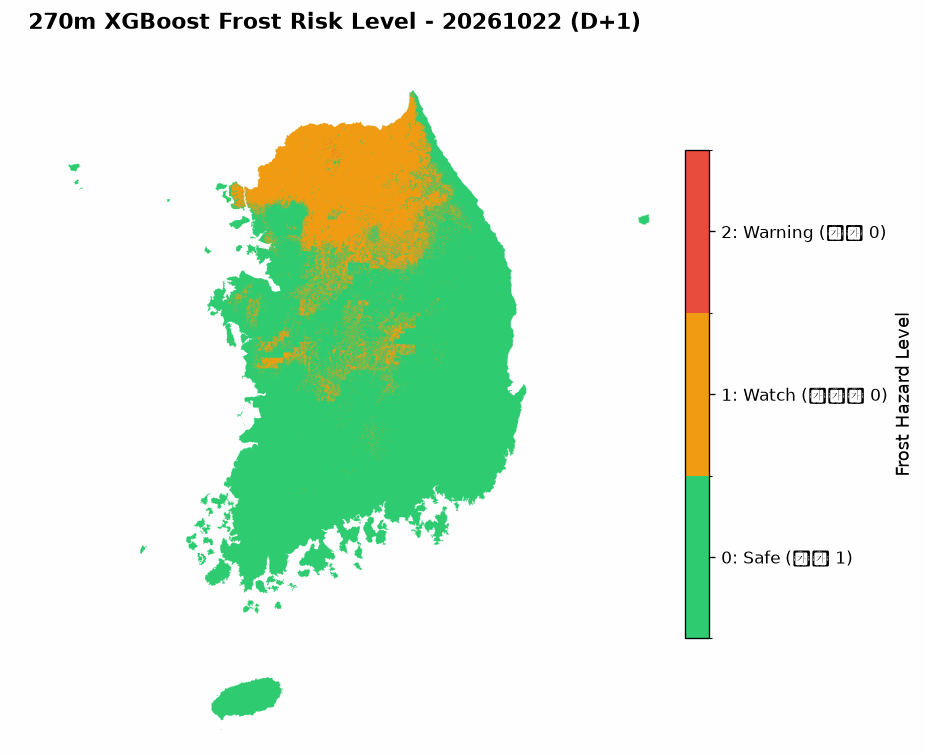 270m XGBoost Frost Risk Level - 20261022 (D+1)
2: Warning ( 0)
1: Watch ( 0)
0: Safe ( 1)
Frost Hazard Level